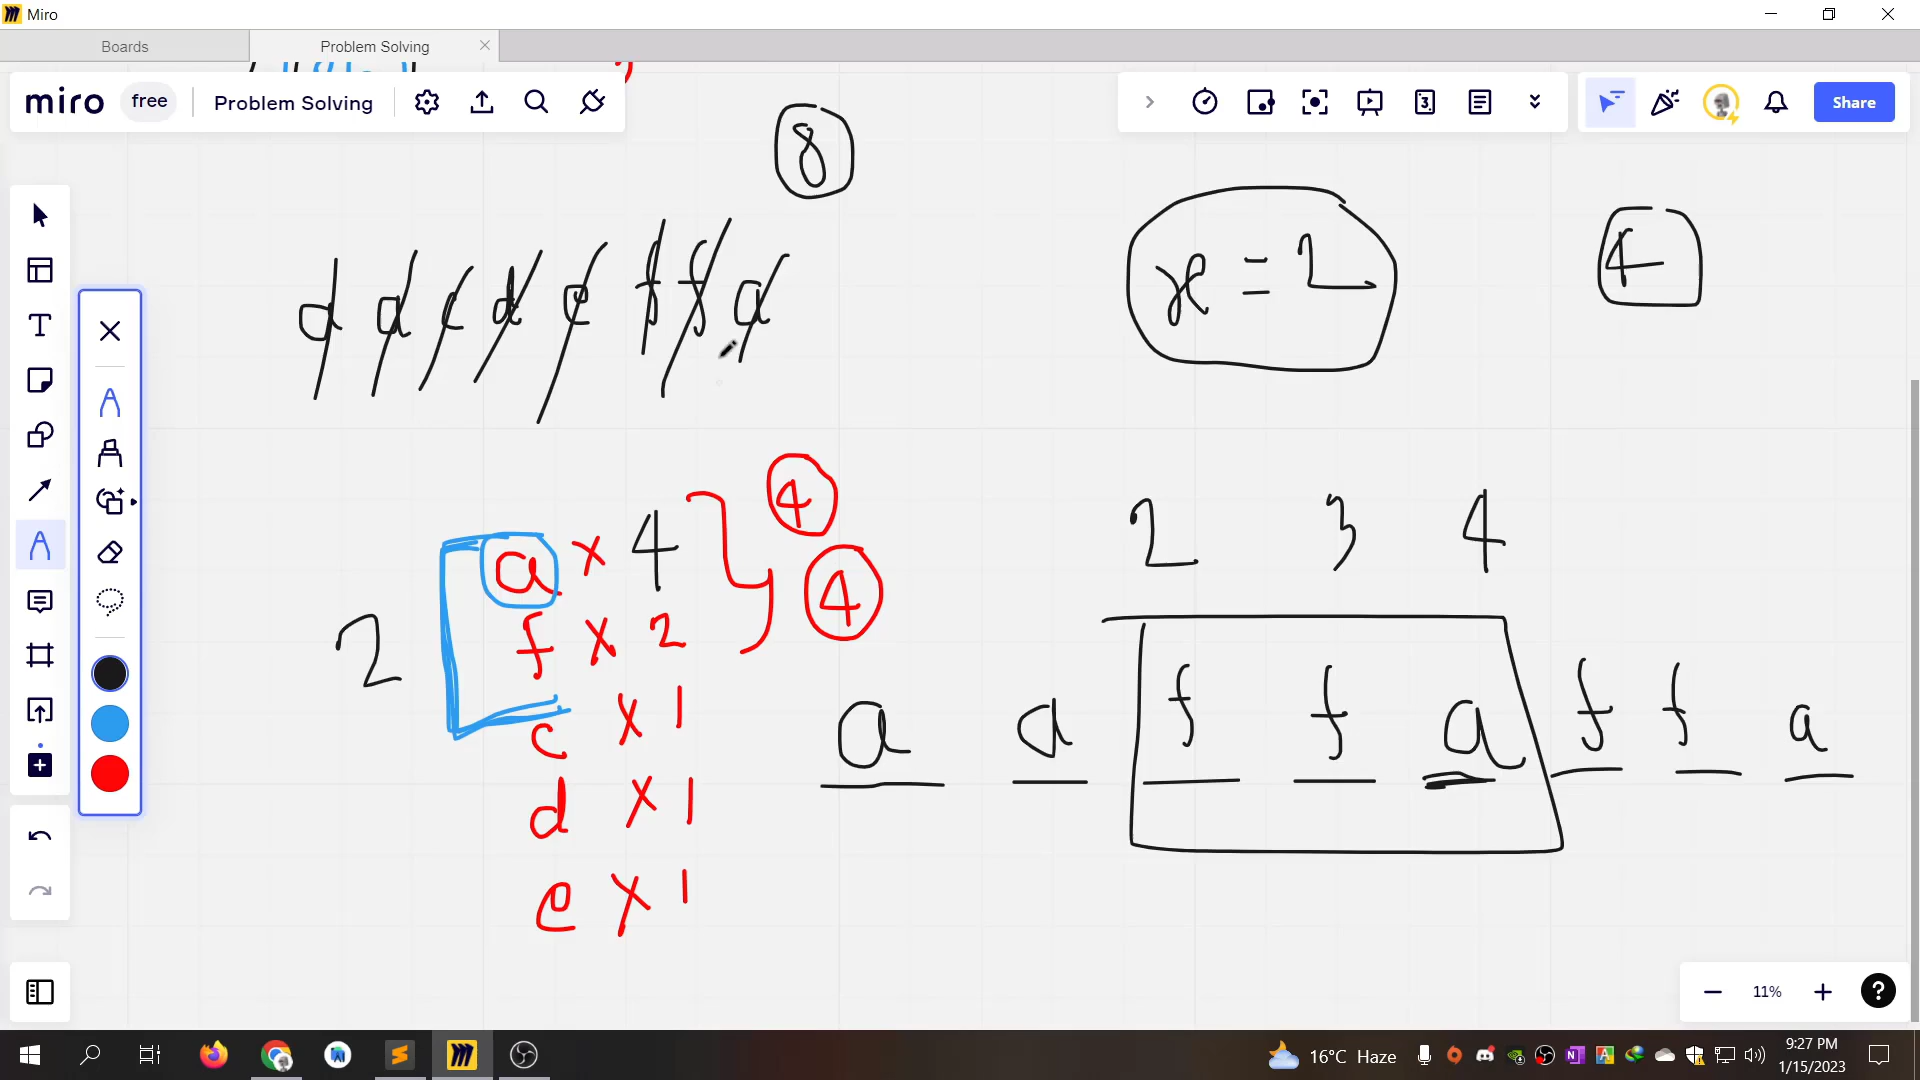 Miro
Boards
Problem Solving
miro
free
Problem Solving
Share
8
x = 2
4
d d c d e f f a
4
a x 4
4
f x 2
2
c x 1
d x 1
e x 1
2 3 4
a a f f a f f a
11%
16°C Haze
9:27 PM
1/15/2023